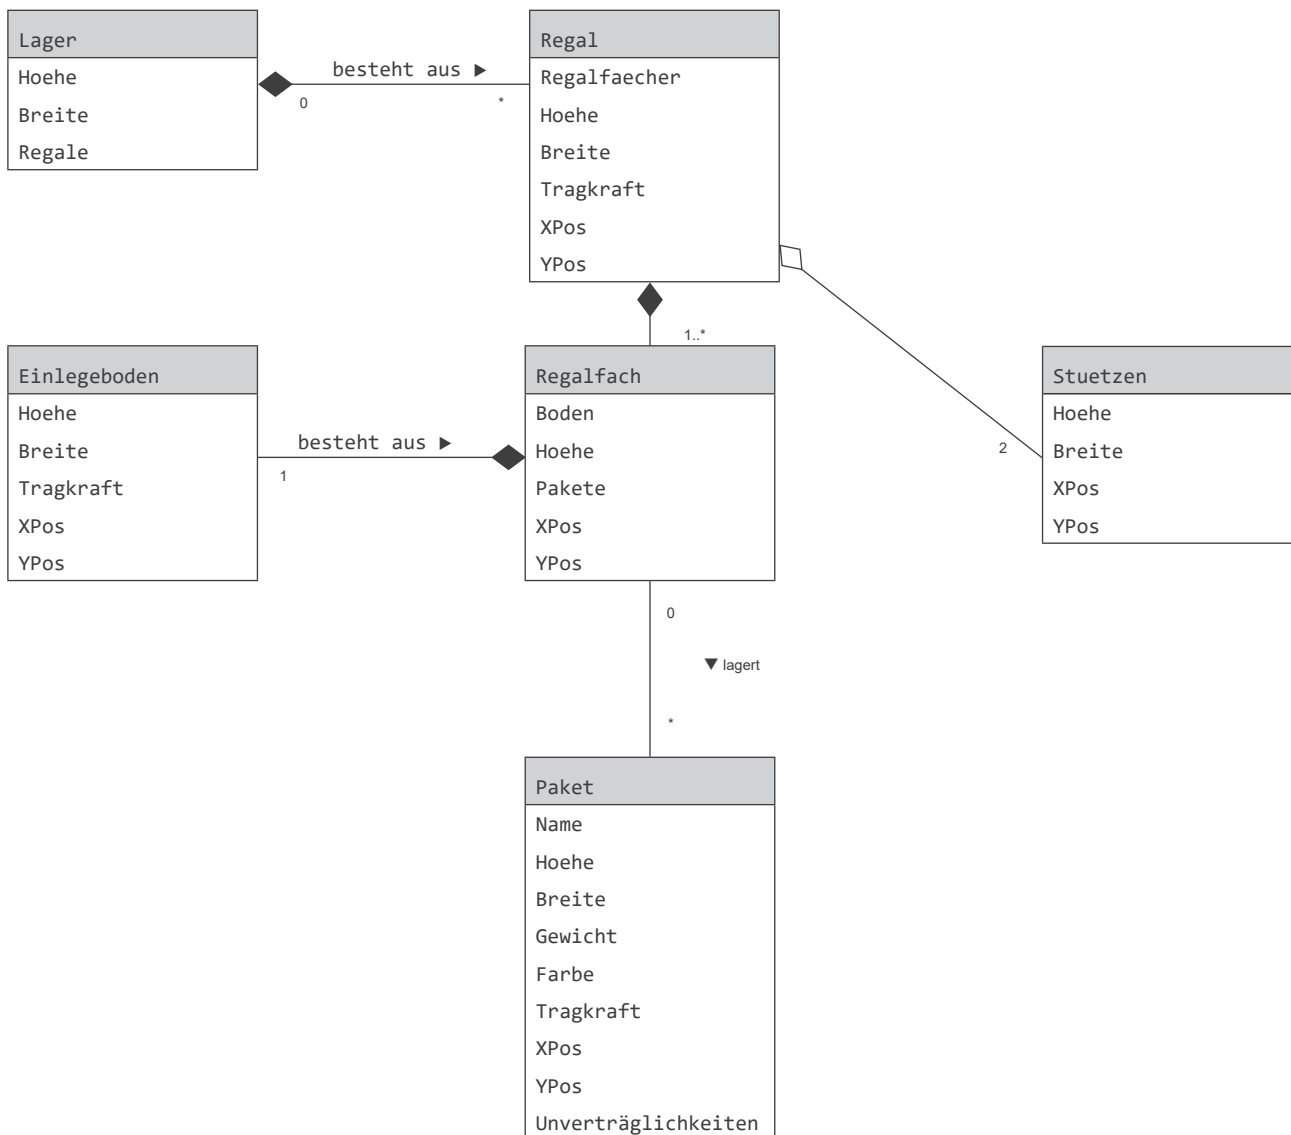 Lager
Hoehe
Breite
Regale
besteht aus ▶
0
*
Regal
Regalfaecher
Hoehe
Breite
Tragkraft
XPos
YPos
1..*
Einlegeboden
Hoehe
Breite
Tragkraft
XPos
YPos
besteht aus ▶
1
Regalfach
Boden
Hoehe
Pakete
XPos
YPos
2
Stuetzen
Hoehe
Breite
XPos
YPos
0
▼ lagert
*
Paket
Name
Hoehe
Breite
Gewicht
Farbe
Tragkraft
XPos
YPos
Unverträglichkeiten